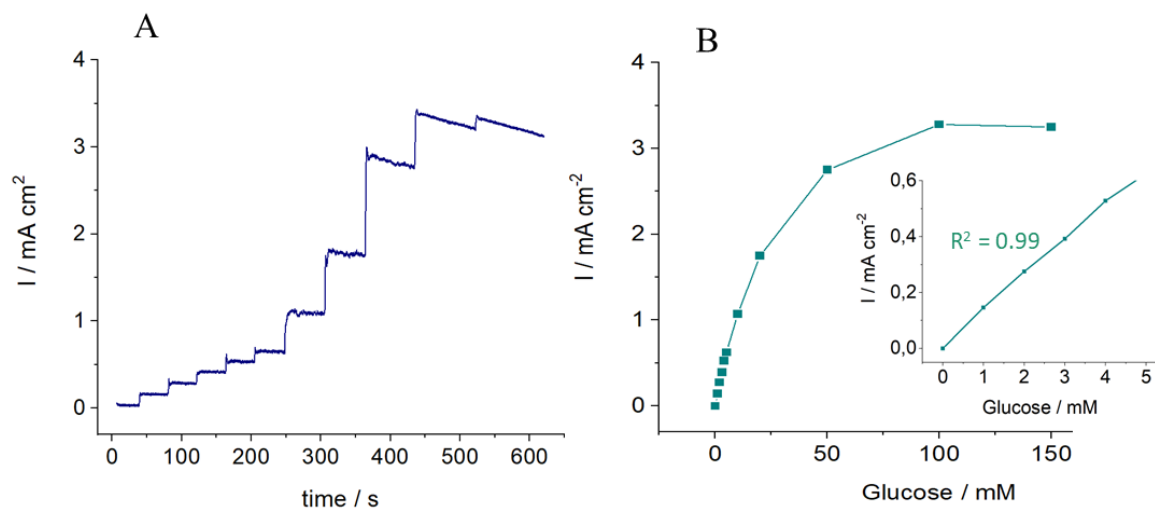 A
I / mA cm²
4
3
2
1
0
0 100 200 300 400 500 600
time / s
B
I / mA cm⁻²
4
3
2
1
0
0 50 100 150
Glucose / mM
I / mA cm⁻²
0,6
0,4
0,2
0,0
R² = 0.99
0 1 2 3 4 5
Glucose / mM